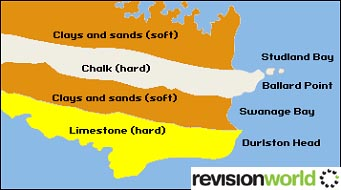 Clays and sands (soft)
Studland Bay
Chalk (hard)
Ballard Point
Clays and sands (soft)
Swanage Bay
Limestone (hard)
Durlston Head
revisionworld